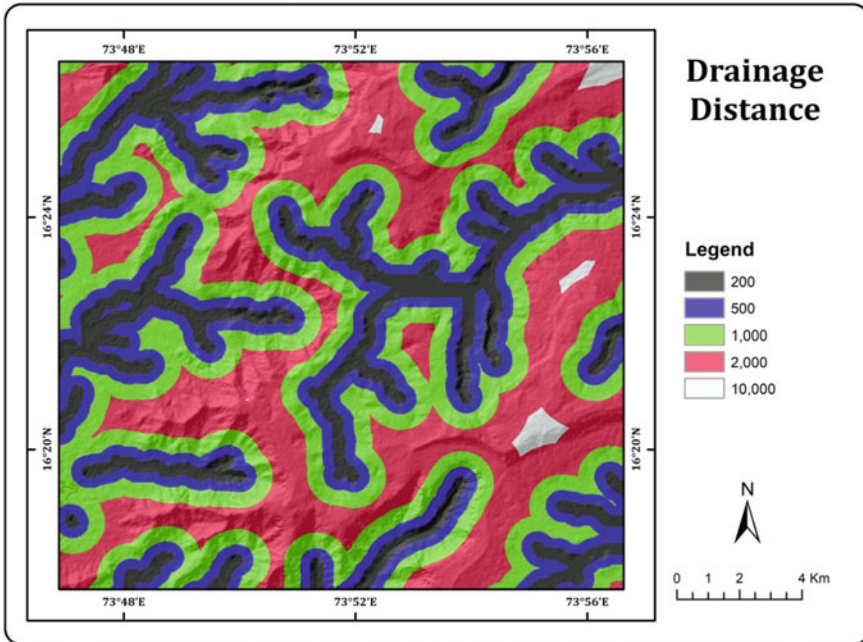 73°48'E 73°52'E 73°56'E
Drainage
Distance
16°24'N 16°24'N
Legend
200
500
1,000
2,000
10,000
16°20'N 16°20'N
N
0 1 2 4 Km
73°48'E 73°52'E 73°56'E